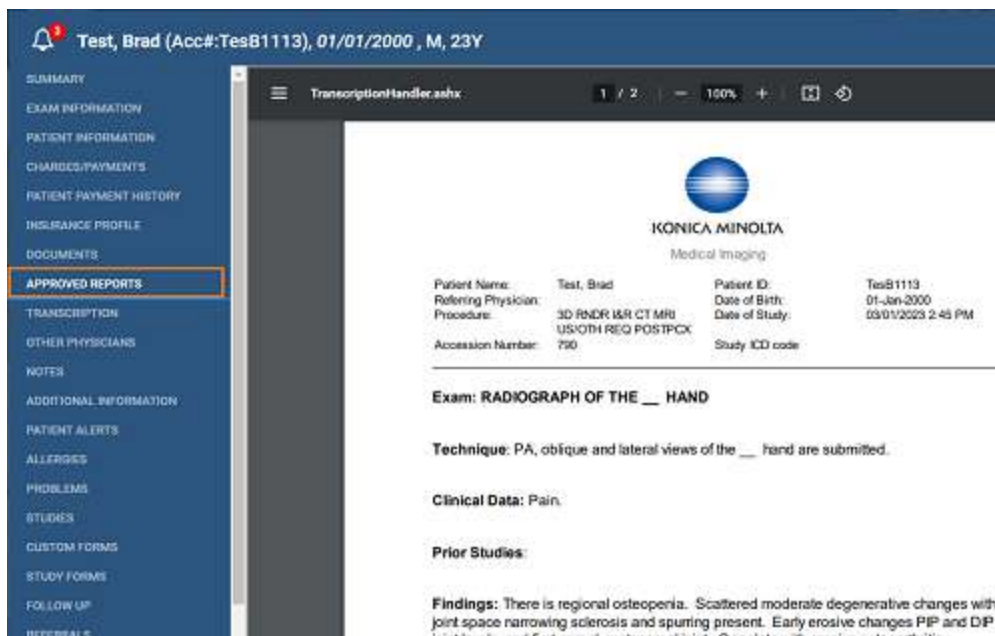 3
Test, Brad (Acc#:TesB1113), 01/01/2000 , M, 23Y
SUMMARY
EXAM INFORMATION
PATIENT INFORMATION
CHARGES/PAYMENTS
PATIENT PAYMENT HISTORY
INSURANCE PROFILE
DOCUMENTS
APPROVED REPORTS
TRANSCRIPTION
OTHER PHYSICIANS
NOTES
ADDITIONAL INFORMATION
PATIENT ALERTS
ALLERGIES
PROBLEMS
STUDIES
CUSTOM FORMS
STUDY FORMS
FOLLOW UP
REFERRALS
TranscriptionHandler.ashx 1 / 2 − 100% +
KONICA MINOLTA
Medical Imaging
Patient Name: Test, Brad Patient ID: TesB1113
Referring Physician: Date of Birth: 01-Jan-2000
Procedure: 3D RNDR I&R CT MRI Date of Study: 03/01/2023 2:45 PM
US/OTH REQ POSTPCX
Accession Number: 790 Study ICD code
Exam: RADIOGRAPH OF THE __ HAND
Technique: PA, oblique and lateral views of the __ hand are submitted.
Clinical Data: Pain.
Prior Studies:
Findings: There is regional osteopenia. Scattered moderate degenerative changes with
joint space narrowing sclerosis and spurring present. Early erosive changes PIP and DIP